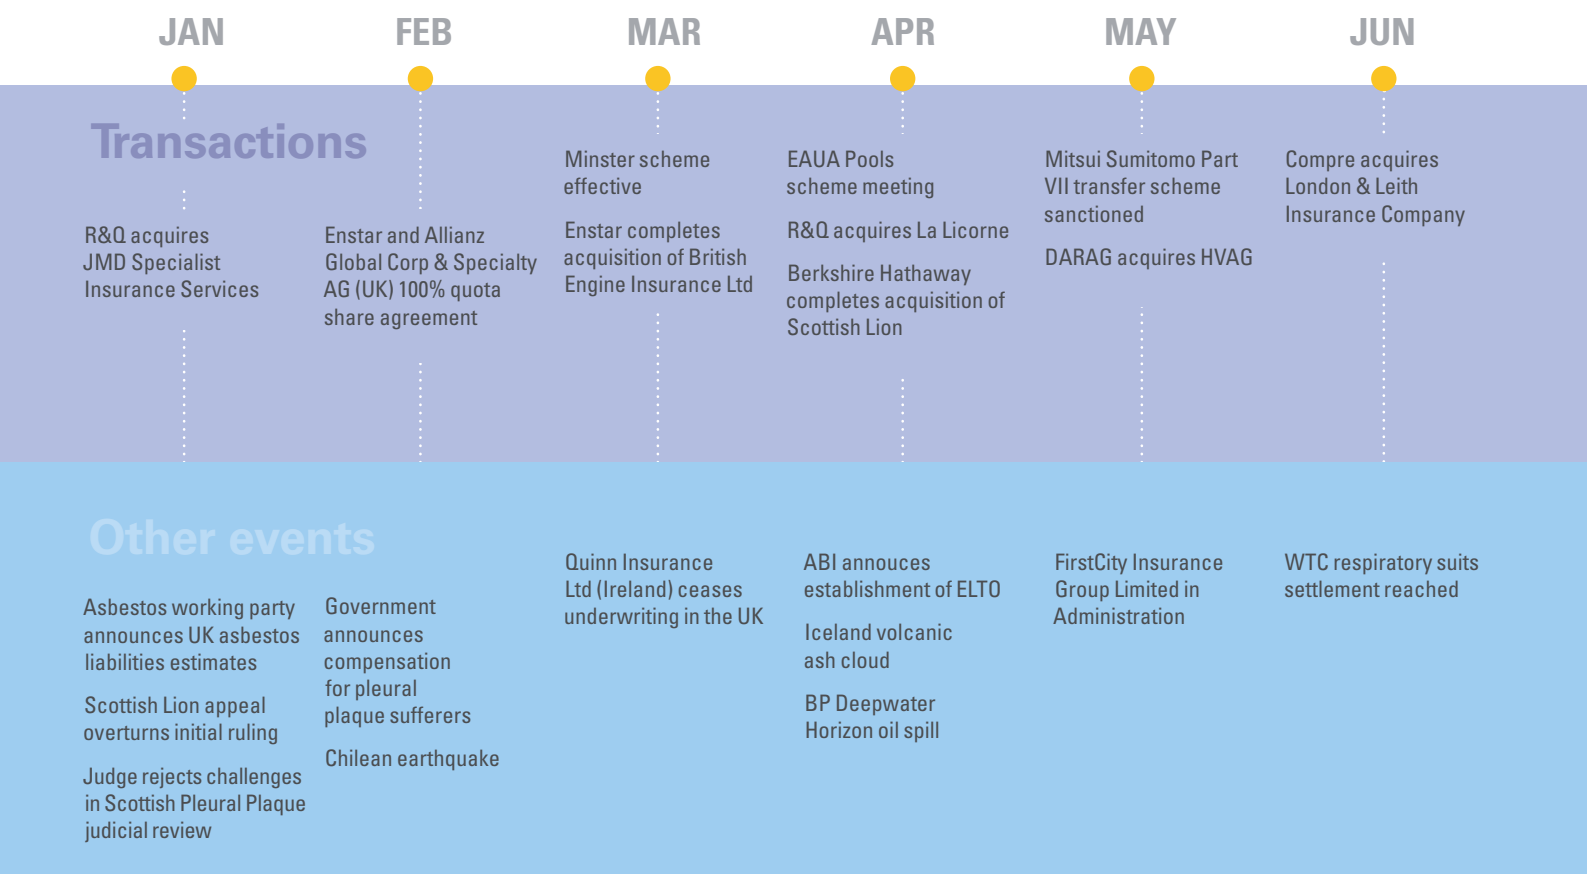 JAN
FEB
MAR
APR
MAY
JUN
Transactions
R&Q acquires
JMD Specialist
Insurance Services
Enstar and Allianz
Global Corp & Specialty
AG (UK) 100% quota
share agreement
Minster scheme
effective
Enstar completes
acquisition of British
Engine Insurance Ltd
EAUA Pools
scheme meeting
R&Q acquires La Licorne
Berkshire Hathaway
completes acquisition of
Scottish Lion
Mitsui Sumitomo Part
VII transfer scheme
sanctioned
DARAG acquires HVAG
Compre acquires
London & Leith
Insurance Company
Other events
Asbestos working party
announces UK asbestos
liabilities estimates
Scottish Lion appeal
overturns initial ruling
Judge rejects challenges
in Scottish Pleural Plaque
judicial review
Government
announces
compensation
for pleural
plaque sufferers
Chilean earthquake
Quinn Insurance
Ltd (Ireland) ceases
underwriting in the UK
ABI annouces
establishment of ELTO
Iceland volcanic
ash cloud
BP Deepwater
Horizon oil spill
FirstCity Insurance
Group Limited in
Administration
WTC respiratory suits
settlement reached